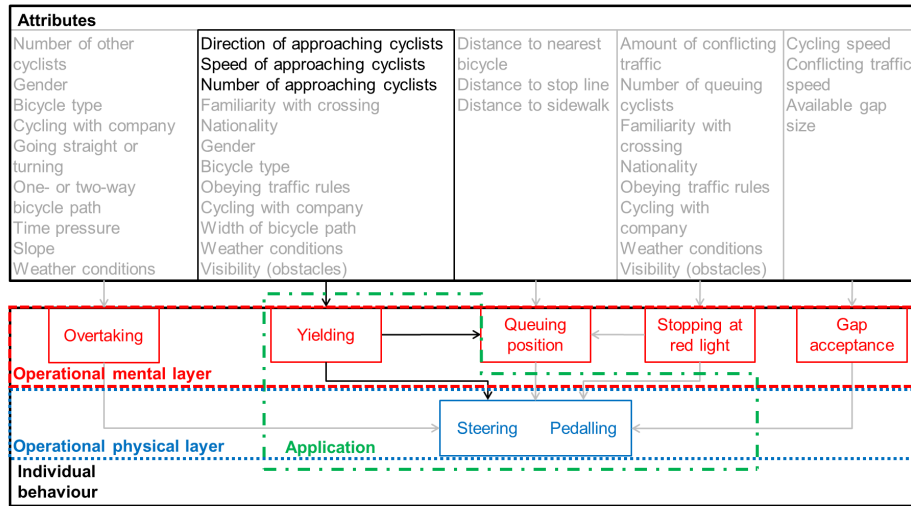 Attributes
Number of other
cyclists
Gender
Bicycle type
Cycling with company
Going straight or
turning
One- or two-way
bicycle path
Time pressure
Slope
Weather conditions
Direction of approaching cyclists
Speed of approaching cyclists
Number of approaching cyclists
Familiarity with crossing
Nationality
Gender
Bicycle type
Obeying traffic rules
Cycling with company
Width of bicycle path
Weather conditions
Visibility (obstacles)
Distance to nearest
bicycle
Distance to stop line
Distance to sidewalk
Amount of conflicting
traffic
Number of queuing
cyclists
Familiarity with
crossing
Nationality
Obeying traffic rules
Cycling with
company
Weather conditions
Visibility (obstacles)
Cycling speed
Conflicting traffic
speed
Available gap
size
Overtaking
Yielding
Queuing
position
Stopping at
red light
Gap
acceptance
Operational mental layer
Steering Pedalling
Operational physical layer
Application
Individual
behaviour